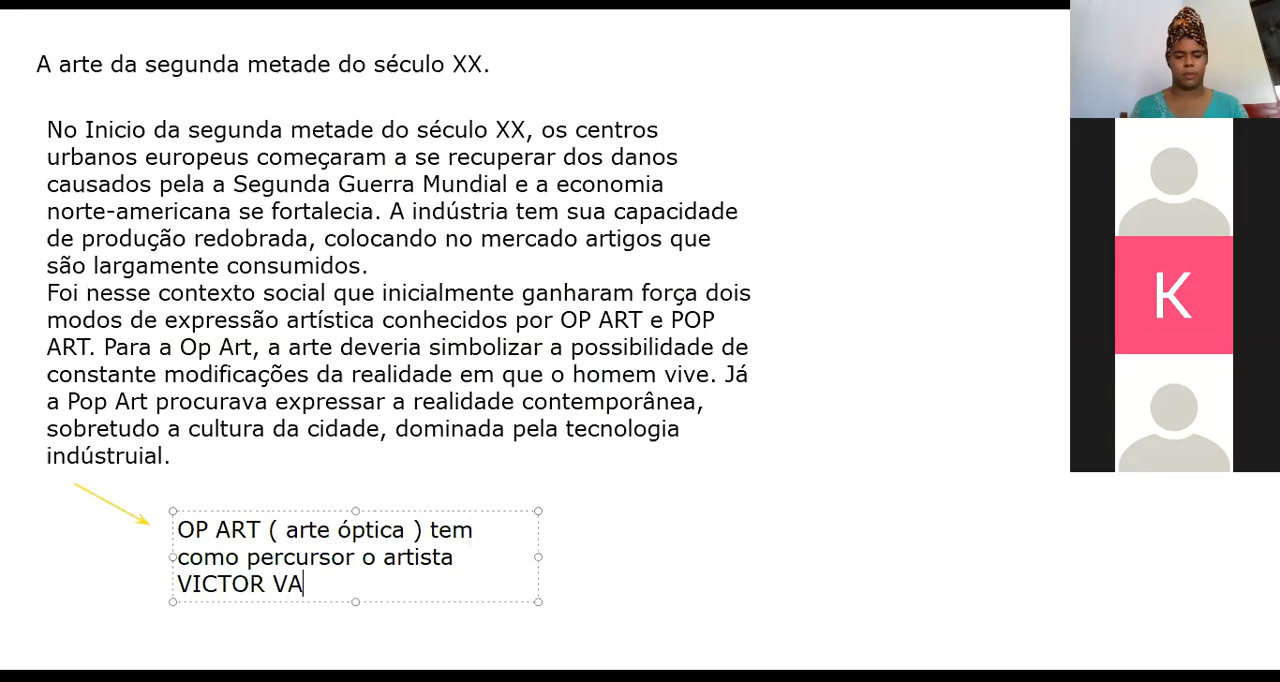 A arte da segunda metade do século XX.
No Inicio da segunda metade do século XX, os centros
urbanos europeus começaram a se recuperar dos danos
causados pela a Segunda Guerra Mundial e a economia
norte-americana se fortalecia. A indústria tem sua capacidade
de produção redobrada, colocando no mercado artigos que
são largamente consumidos.
Foi nesse contexto social que inicialmente ganharam força dois
modos de expressão artística conhecidos por OP ART e POP
ART. Para a Op Art, a arte deveria simbolizar a possibilidade de
constante modificações da realidade em que o homem vive. Já
a Pop Art procurava expressar a realidade contemporânea,
sobretudo a cultura da cidade, dominada pela tecnologia
indústruial.
OP ART ( arte óptica ) tem
como percursor o artista
VICTOR VA
K